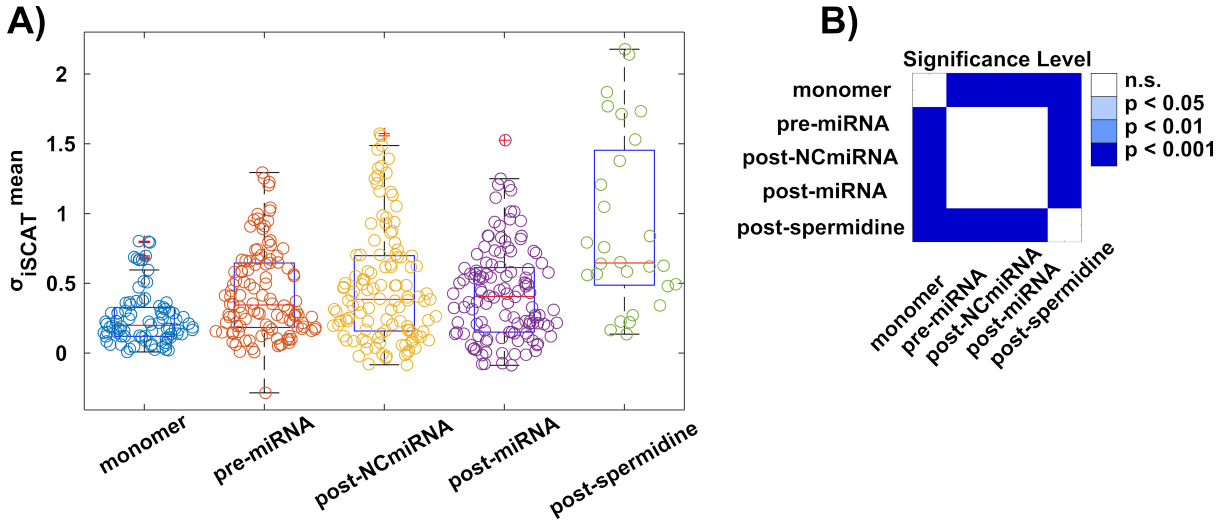 A)
σiSCAT mean
2
1.5
1
0.5
0
monomer
pre-miRNA
post-NCmiRNA
post-miRNA
post-spermidine
B)
Significance Level
monomer
pre-miRNA
post-NCmiRNA
post-miRNA
post-spermidine
monomer
pre-miRNA
post-NCmiRNA
post-miRNA
post-spermidine
n.s.
p < 0.05
p < 0.01
p < 0.001